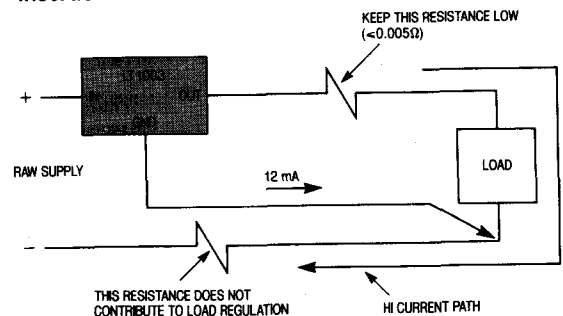 KEEP THIS RESISTANCE LOW
(≤0.005Ω)
LT1003
OUT
GND
+
RAW SUPPLY
12 mA
LOAD
–
THIS RESISTANCE DOES NOT
CONTRIBUTE TO LOAD REGULATION
HI CURRENT PATH